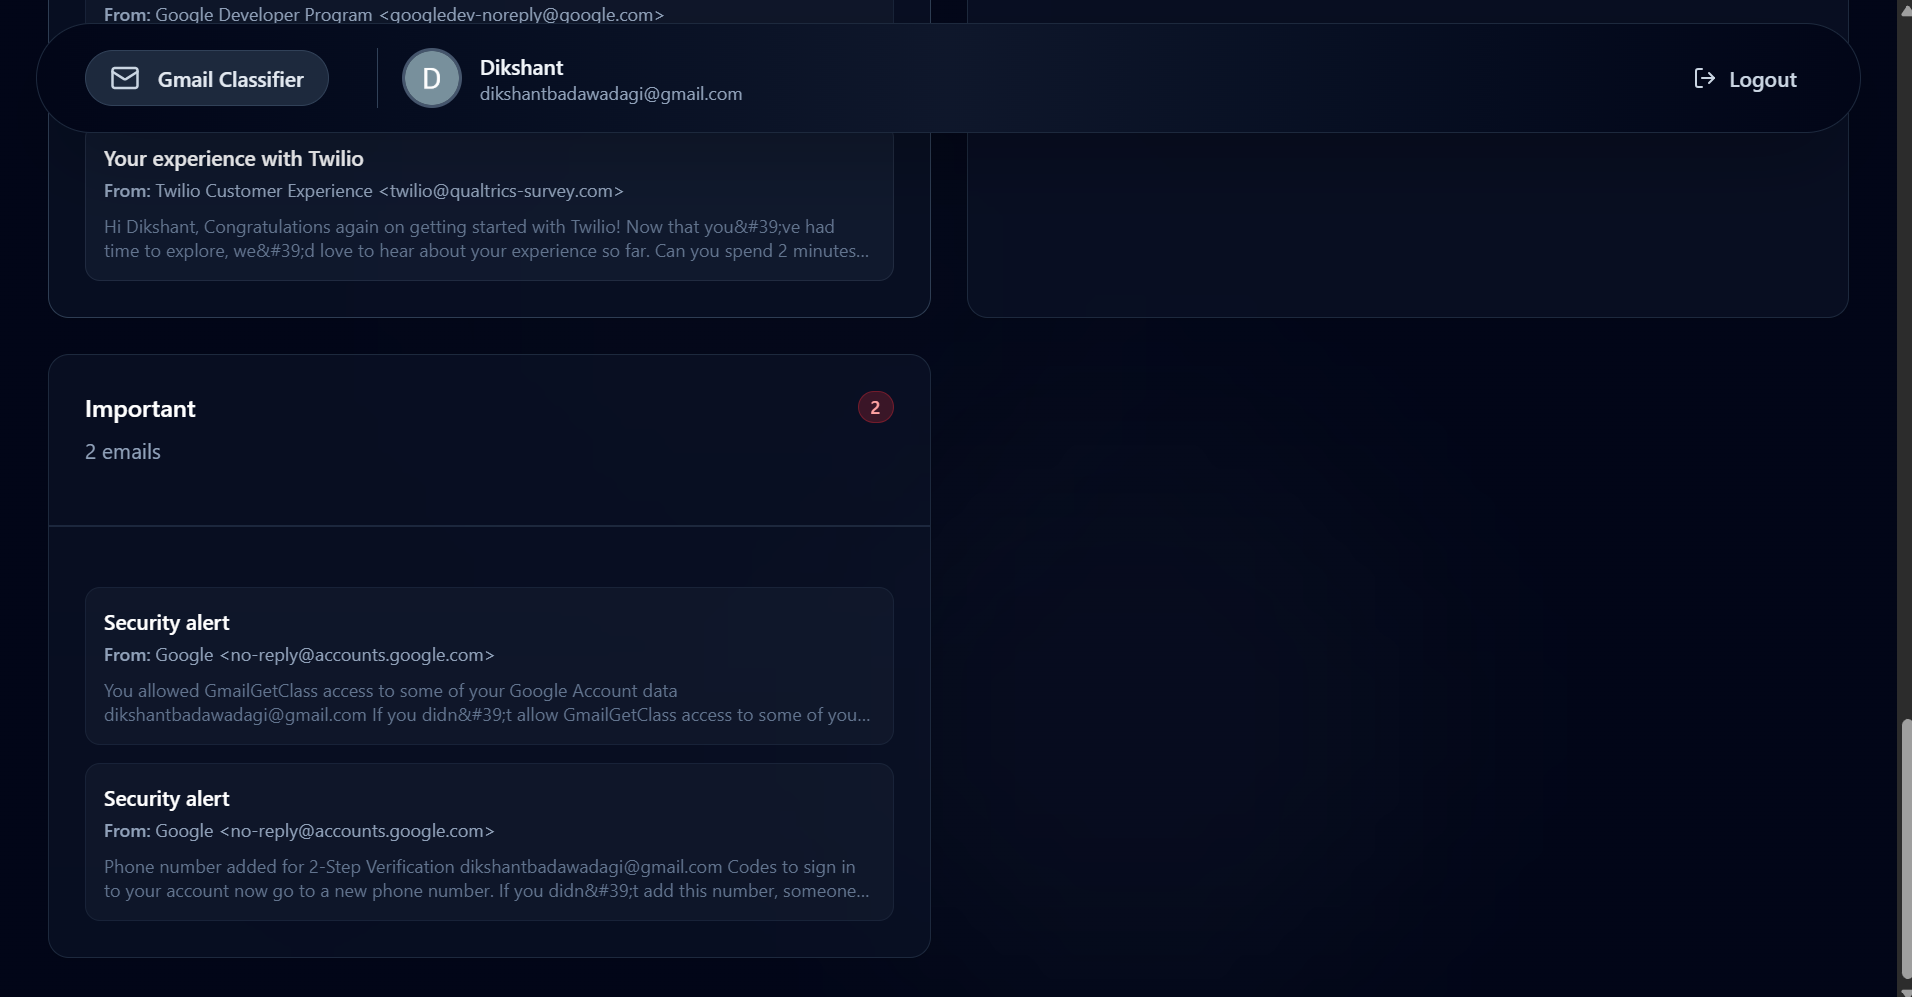 From: Google Developer Program <googledev-noreply@google.com>
Gmail Classifier
D
Dikshant
dikshantbadawadagi@gmail.com
Logout
Your experience with Twilio
From: Twilio Customer Experience <twilio@qualtrics-survey.com>
Hi Dikshant, Congratulations again on getting started with Twilio! Now that you&#39;ve had
time to explore, we&#39;d love to hear about your experience so far. Can you spend 2 minutes...
Important
2
2 emails
Security alert
From: Google <no-reply@accounts.google.com>
You allowed GmailGetClass access to some of your Google Account data
dikshantbadawadagi@gmail.com If you didn&#39;t allow GmailGetClass access to some of you...
Security alert
From: Google <no-reply@accounts.google.com>
Phone number added for 2-Step Verification dikshantbadawadagi@gmail.com Codes to sign in
to your account now go to a new phone number. If you didn&#39;t add this number, someone...